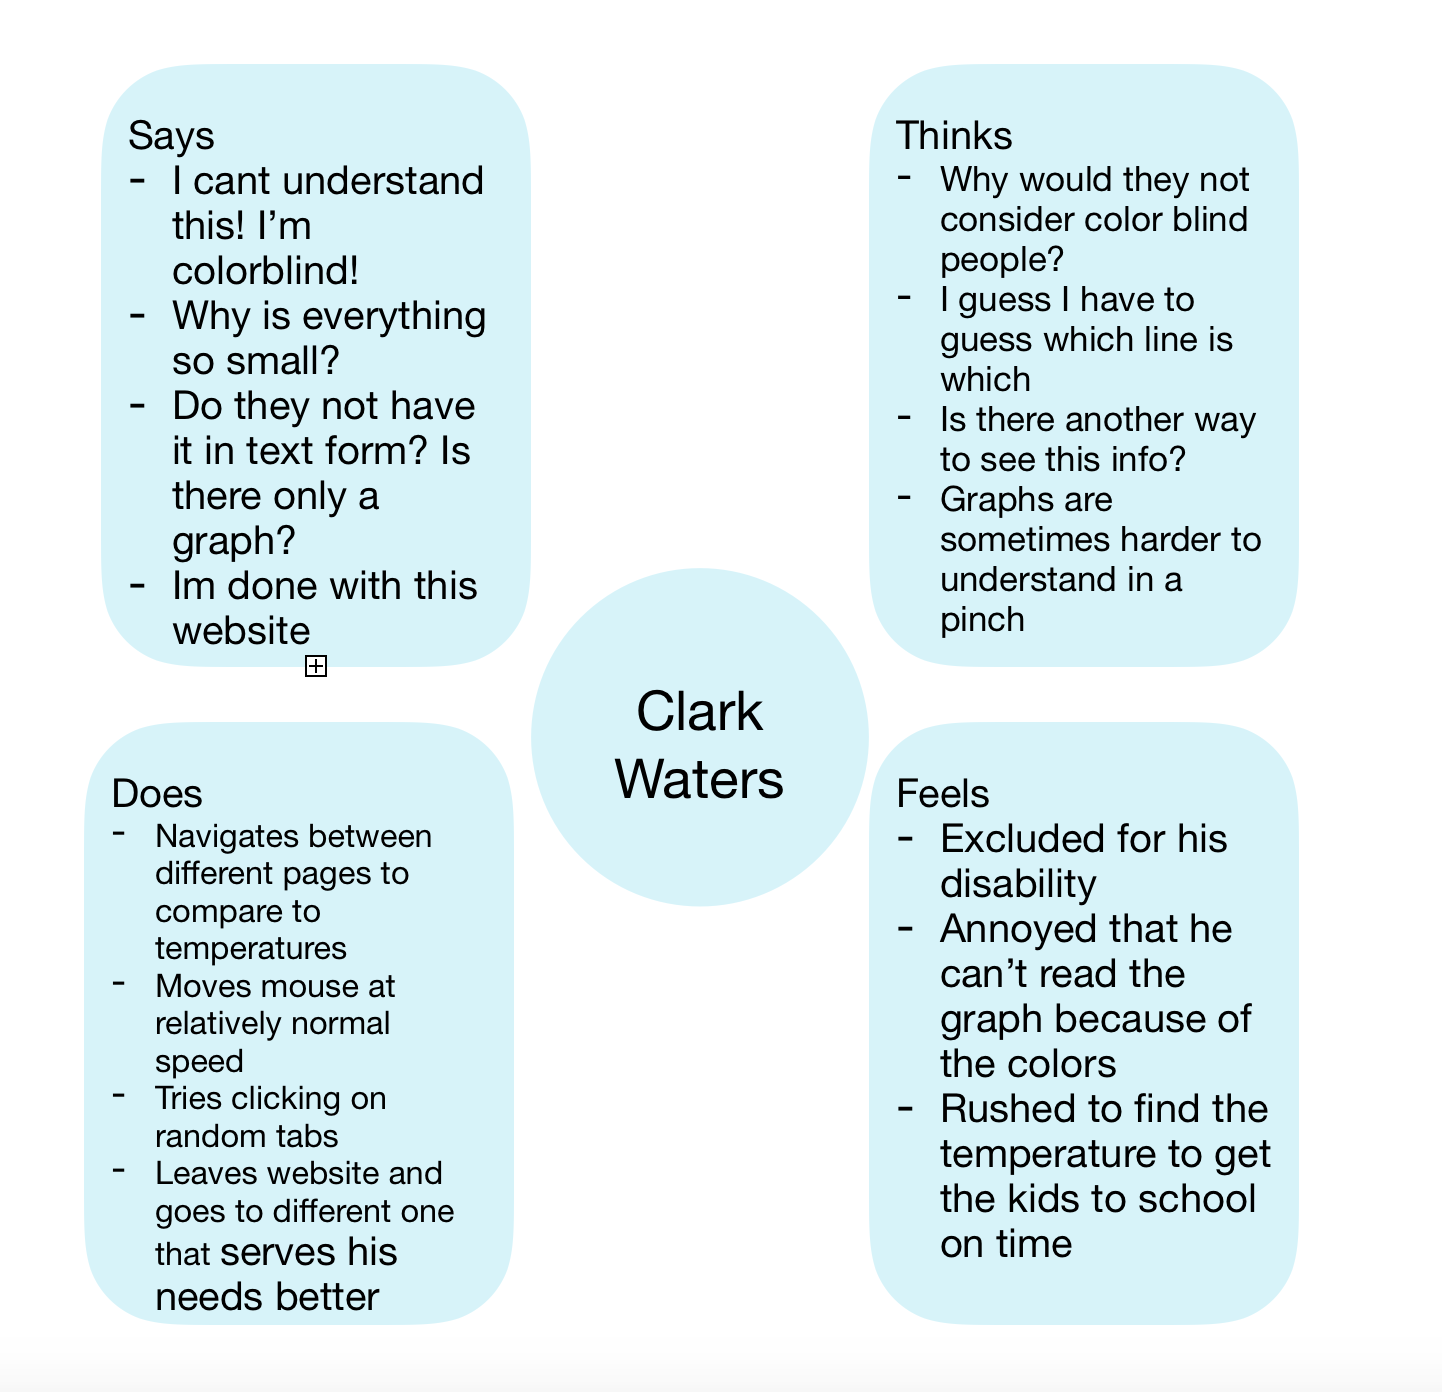 Says
- I cant understand
this! I’m
colorblind!
- Why is everything
so small?
- Do they not have
it in text form? Is
there only a
graph?
- Im done with this
website
Thinks
- Why would they not
consider color blind
people?
- I guess I have to
guess which line is
which
- Is there another way
to see this info?
- Graphs are
sometimes harder to
understand in a
pinch
Clark
Waters
Does
- Navigates between
different pages to
compare to
temperatures
- Moves mouse at
relatively normal
speed
- Tries clicking on
random tabs
- Leaves website and
goes to different one
that serves his
needs better
Feels
- Excluded for his
disability
- Annoyed that he
can’t read the
graph because of
the colors
- Rushed to find the
temperature to get
the kids to school
on time